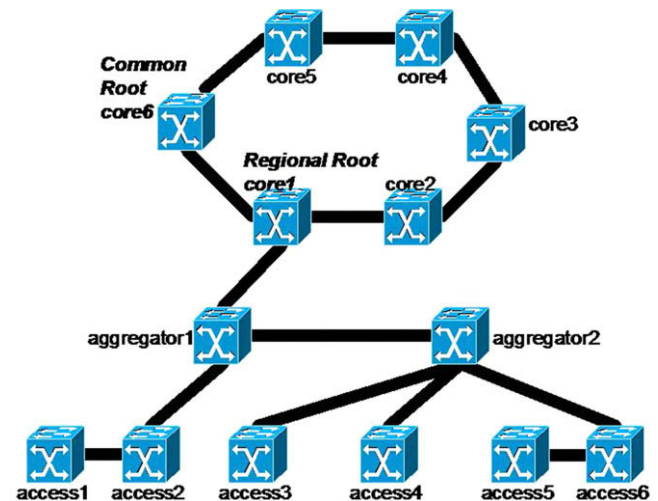 core5
core4
Common
Root
core6
core3
Regional Root
core1
core2
aggregator1
aggregator2
access1
access2
access3
access4
access5
access6